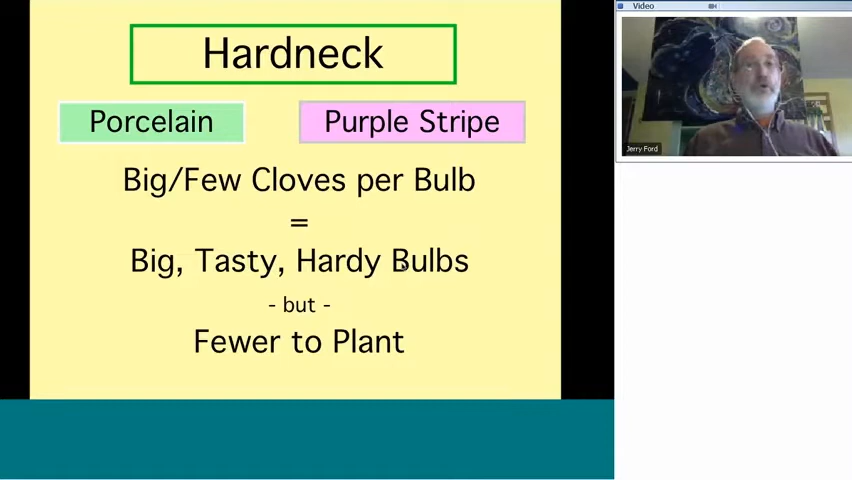 Hardneck
Porcelain
Purple Stripe
Big/Few Cloves per Bulb
=
Big, Tasty, Hardy Bulbs
- but -
Fewer to Plant
Video
Jerry Ford